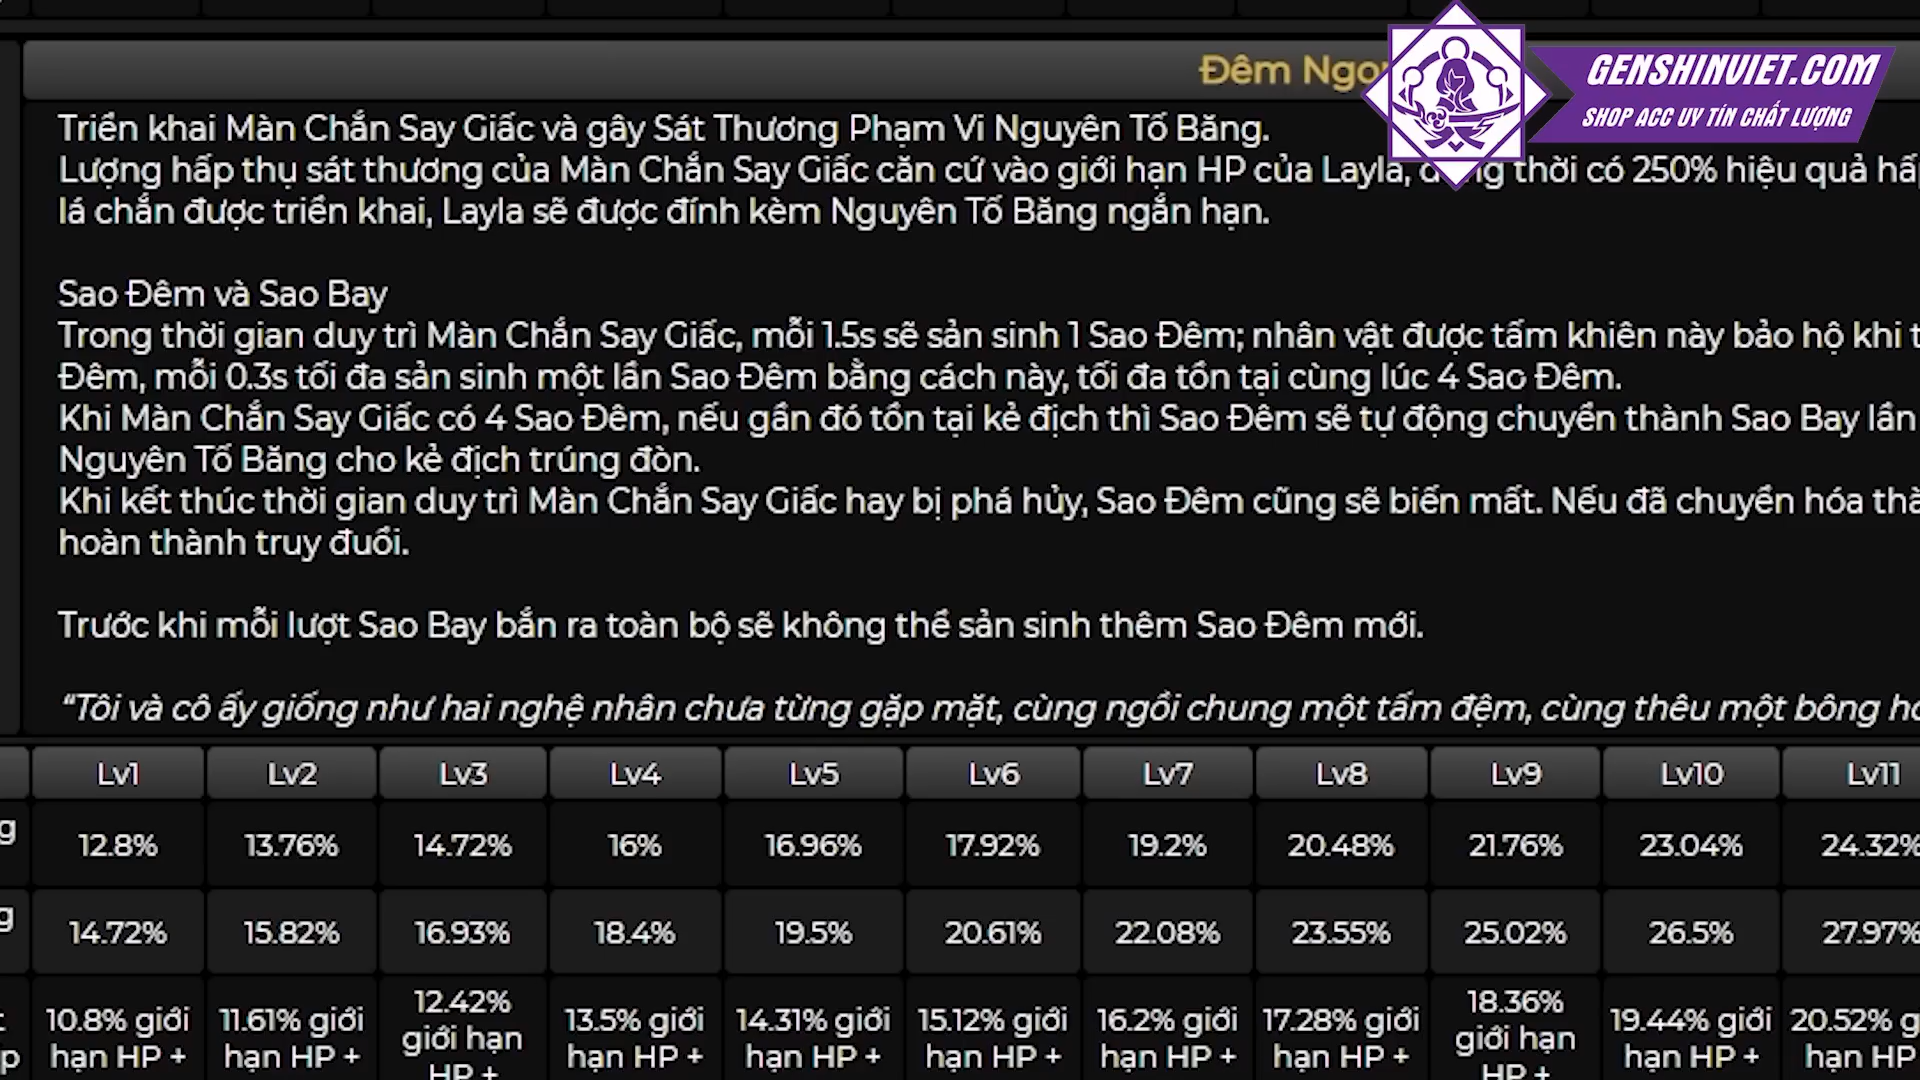 Đêm
GENSHINVIET.COM
SHOP ACC UY TÍN CHẤT LƯỢNG
Triển khai Màn Chắn Say Giấc và gây Sát Thương Phạm Vi Nguyên Tố Băng.
Lượng hấp thụ sát thương của Màn Chắn Say Giấc căn cứ vào giới hạn HP của Layla, thời có 250% hiệu quả
lá chắn được triển khai, Layla sẽ được đính kèm Nguyên Tố Băng ngắn hạn.
Sao Đêm và Sao Bay
Trong thời gian duy trì Màn Chắn Say Giấc, mỗi 1.5s sẽ sản sinh 1 Sao Đêm; nhân vật được tấm khiên này bảo hộ khi
Đêm, mỗi 0.3s tối đa sản sinh một lần Sao Đêm bằng cách này, tối đa tồn tại cùng lúc 4 Sao Đêm.
Khi Màn Chắn Say Giấc có 4 Sao Đêm, nếu gần đó tồn tại kẻ địch thì Sao Đêm sẽ tự động chuyển thành Sao Bay lần
Nguyên Tố Băng cho kẻ địch trúng đòn.
Khi kết thúc thời gian duy trì Màn Chắn Say Giấc hay bị phá hủy, Sao Đêm cũng sẽ biến mất. Nếu đã chuyển hóa
hoàn thành truy đuổi.
Trước khi mỗi lượt Sao Bay bắn ra toàn bộ sẽ không thể sản sinh thêm Sao Đêm mới.
“Tôi và cô ấy giống như hai nghệ nhân chưa từng gặp mặt, cùng ngồi chung một tấm đệm, cùng thêu một bông
Lv1 Lv2 Lv3 Lv4 Lv5 Lv6 Lv7 Lv8 Lv9 Lv10 Lv11
12.8% 13.76% 14.72% 16% 16.96% 17.92% 19.2% 20.48% 21.76% 23.04% 24.32%
14.72% 15.82% 16.93% 18.4% 19.5% 20.61% 22.08% 23.55% 25.02% 26.5% 27.97%
10.8% giới hạn HP + 11.61% giới hạn HP + 12.42% giới hạn HP + 13.5% giới hạn HP + 14.31% giới hạn HP + 15.12% giới hạn HP + 16.2% giới hạn HP + 17.28% giới hạn HP + 18.36% giới hạn HP + 19.44% giới hạn HP + 20.52% hạn HP